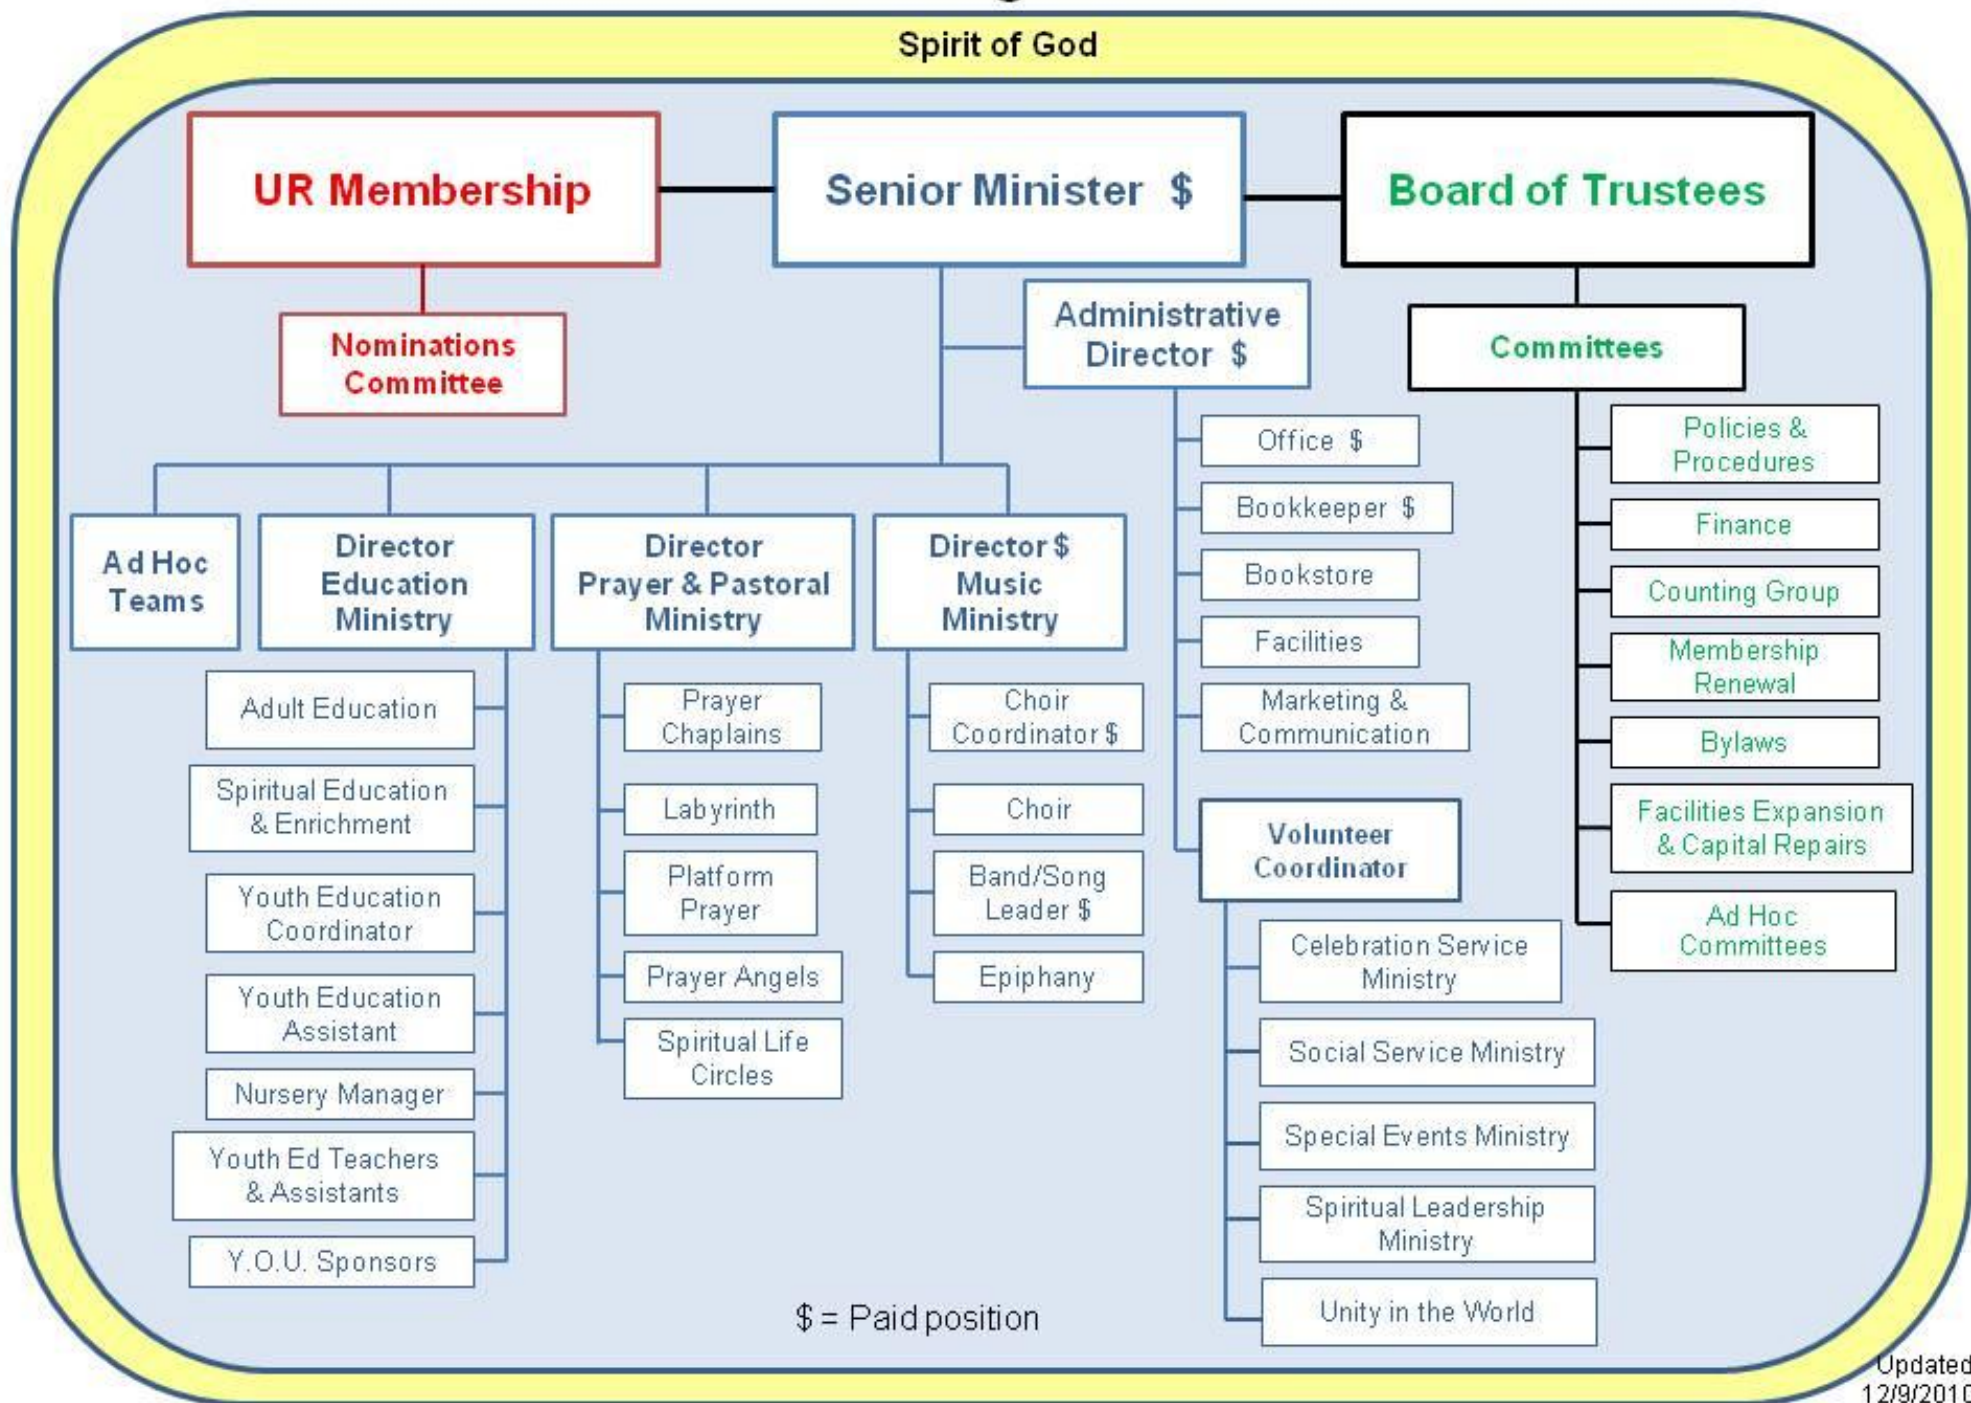 Spirit of God
UR Membership
Senior Minister $
Board of Trustees
Nominations
Committee
Administrative
Director $
Committees
Office $
Bookkeeper $
Bookstore
Facilities
Marketing &
Communication
Policies &
Procedures
Finance
Counting Group
Membership
Renewal
Bylaws
Facilities Expansion
& Capital Repairs
Ad Hoc
Committees
Ad Hoc
Teams
Director
Education
Ministry
Director
Prayer & Pastoral
Ministry
Director $
Music
Ministry
Adult Education
Spiritual Education
& Enrichment
Youth Education
Coordinator
Youth Education
Assistant
Nursery Manager
Youth Ed Teachers
& Assistants
Y.O.U. Sponsors
Prayer
Chaplains
Labyrinth
Platform
Prayer
Prayer Angels
Spiritual Life
Circles
Choir
Coordinator $
Choir
Band/Song
Leader $
Epiphany
Volunteer
Coordinator
Celebration Service
Ministry
Social Service Ministry
Special Events Ministry
Spiritual Leadership
Ministry
Unity in the World
$ = Paid position
Updated
12/9/2010